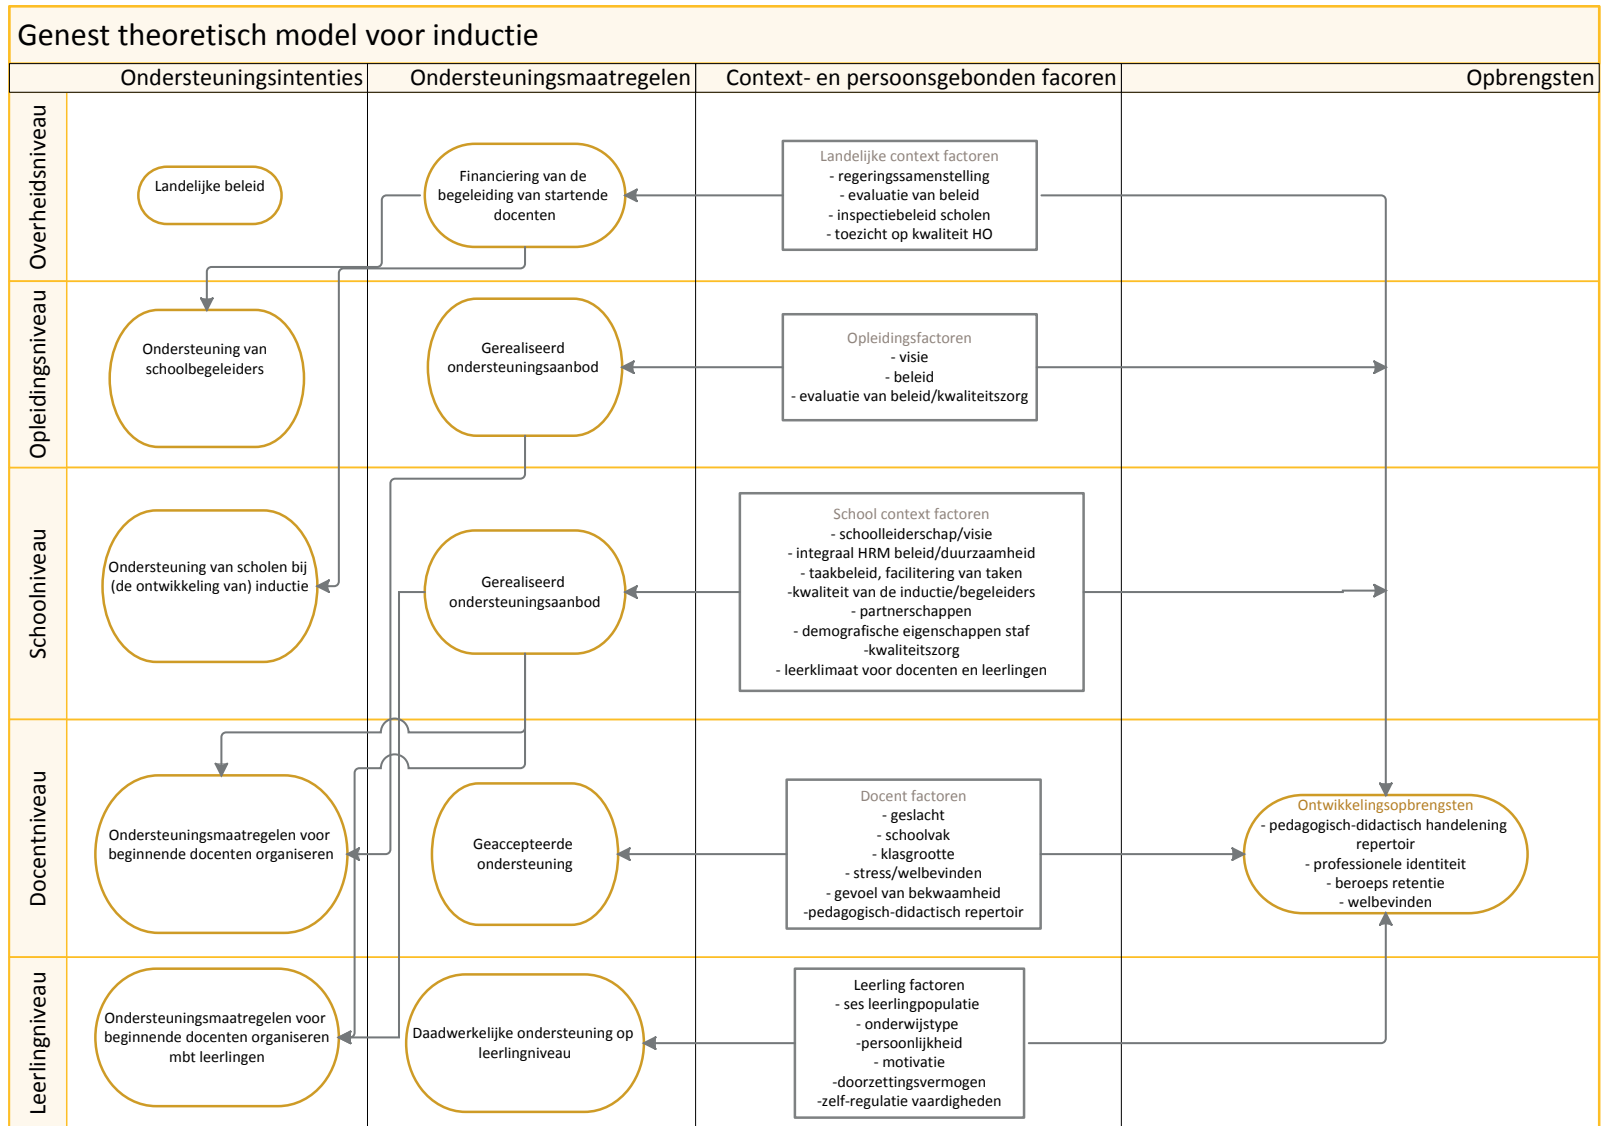 Genest theoretisch model voor inductie
Ondersteuningsintenties
Ondersteuningsmaatregelen
Context- en persoonsgebonden facoren
Opbrengsten
Overheidsniveau
Landelijke beleid
Financiering van de
begeleiding van startende
docenten
Landelijke context factoren
- regeringssamenstelling
- evaluatie van beleid
- inspectiebeleid scholen
- toezicht op kwaliteit HO
Opleidingsniveau
Ondersteuning van
schoolbegeleiders
Gerealiseerd
ondersteuningsaanbod
Opleidingsfactoren
- visie
- beleid
- evaluatie van beleid/kwaliteitszorg
Schoolniveau
Ondersteuning van scholen bij
(de ontwikkeling van) inductie
Gerealiseerd
ondersteuningsaanbod
School context factoren
- schoolleiderschap/visie
- integraal HRM beleid/duurzaamheid
- taakbeleid, facilitering van taken
-kwaliteit van de inductie/begeleiders
- partnerschappen
- demografische eigenschappen staf
-kwaliteitszorg
- leerklimaat voor docenten en leerlingen
Docentniveau
Ondersteuningsmaatregelen voor
beginnende docenten organiseren
Geaccepteerde
ondersteuning
Docent factoren
- geslacht
- schoolvak
- klasgrootte
- stress/welbevinden
- gevoel van bekwaamheid
-pedagogisch-didactisch repertoir
Ontwikkelingsopbrengsten
- pedagogisch-didactisch handelening
repertoir
- professionele identiteit
- beroeps retentie
- welbevinden
Leerlingniveau
Ondersteuningsmaatregelen voor
beginnende docenten organiseren
mbt leerlingen
Daadwerkelijke ondersteuning op
leerlingniveau
Leerling factoren
- ses leerlingpopulatie
- onderwijstype
-persoonlijkheid
- motivatie
-doorzettingsvermogen
-zelf-regulatie vaardigheden